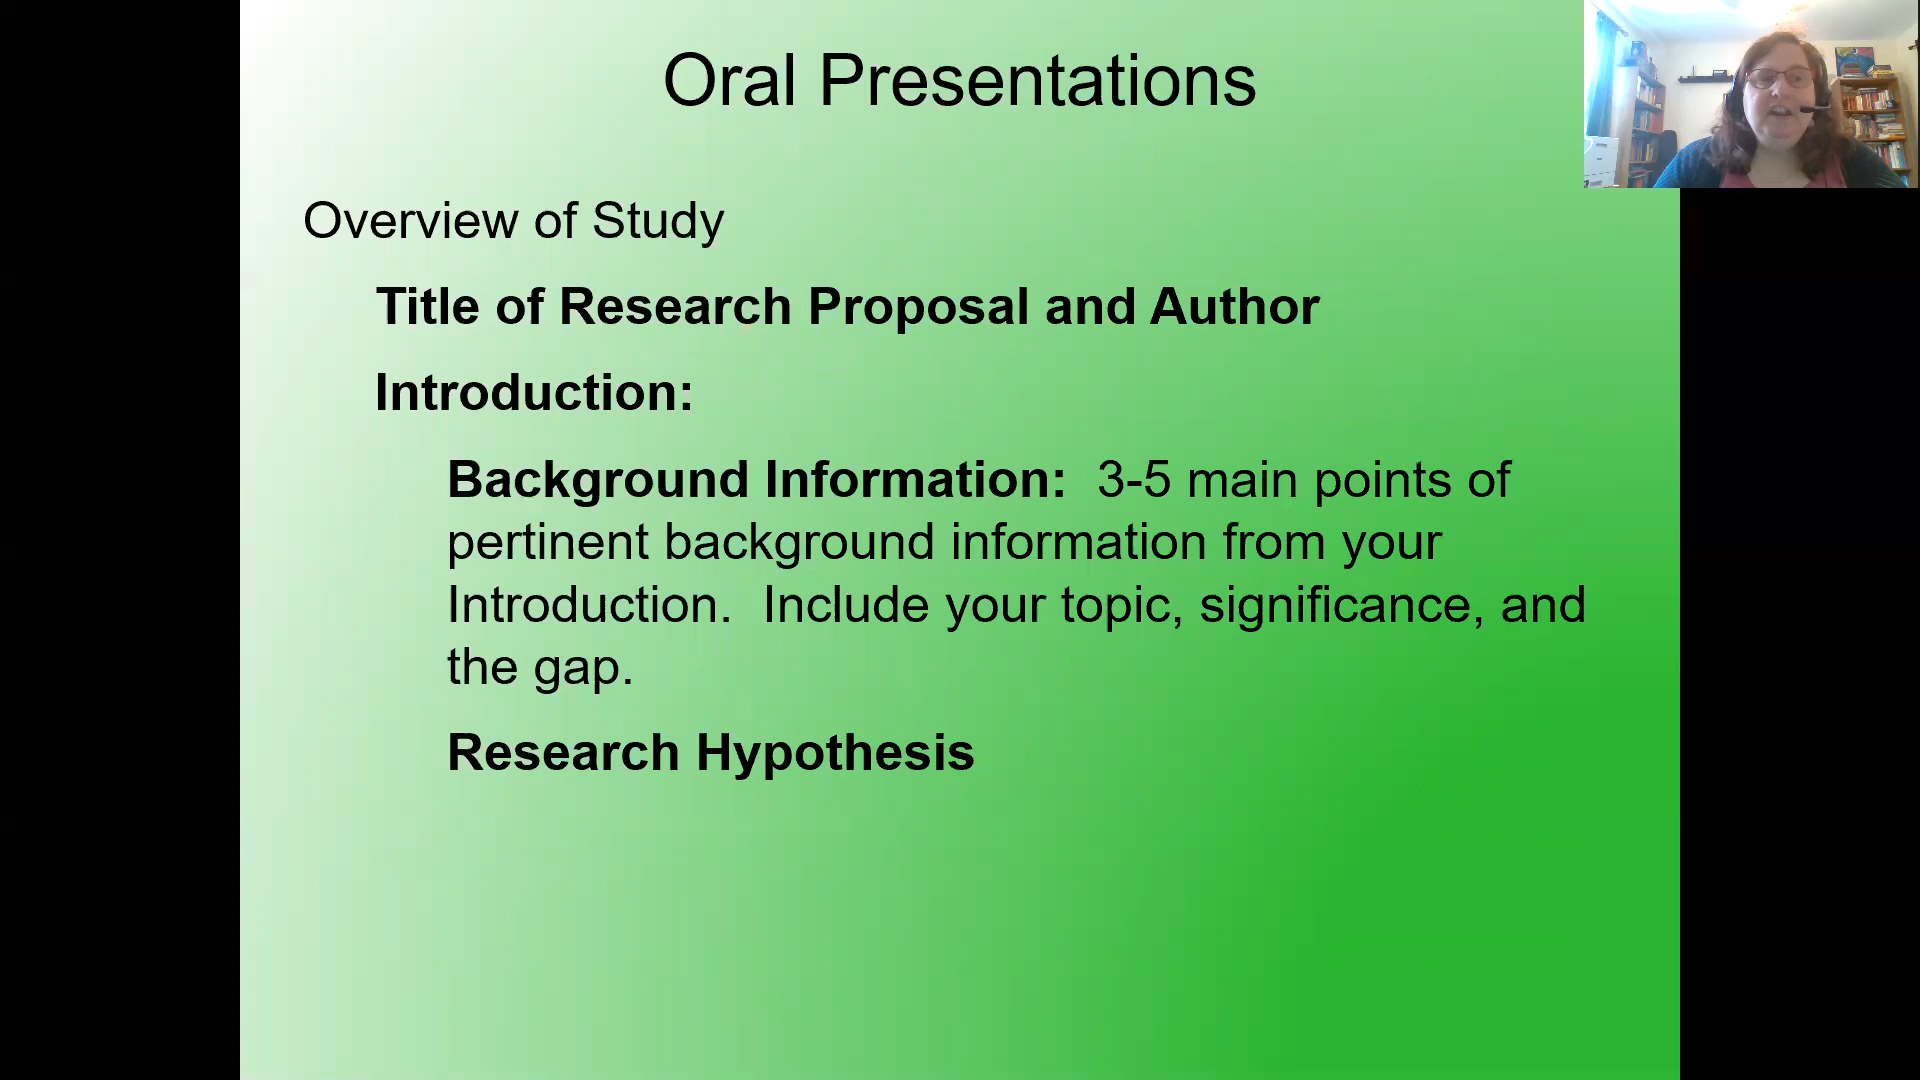 Oral Presentations
Overview of Study
Title of Research Proposal and Author
Introduction:
Background Information:  3-5 main points of
pertinent background information from your
Introduction.  Include your topic, significance, and
the gap.
Research Hypothesis